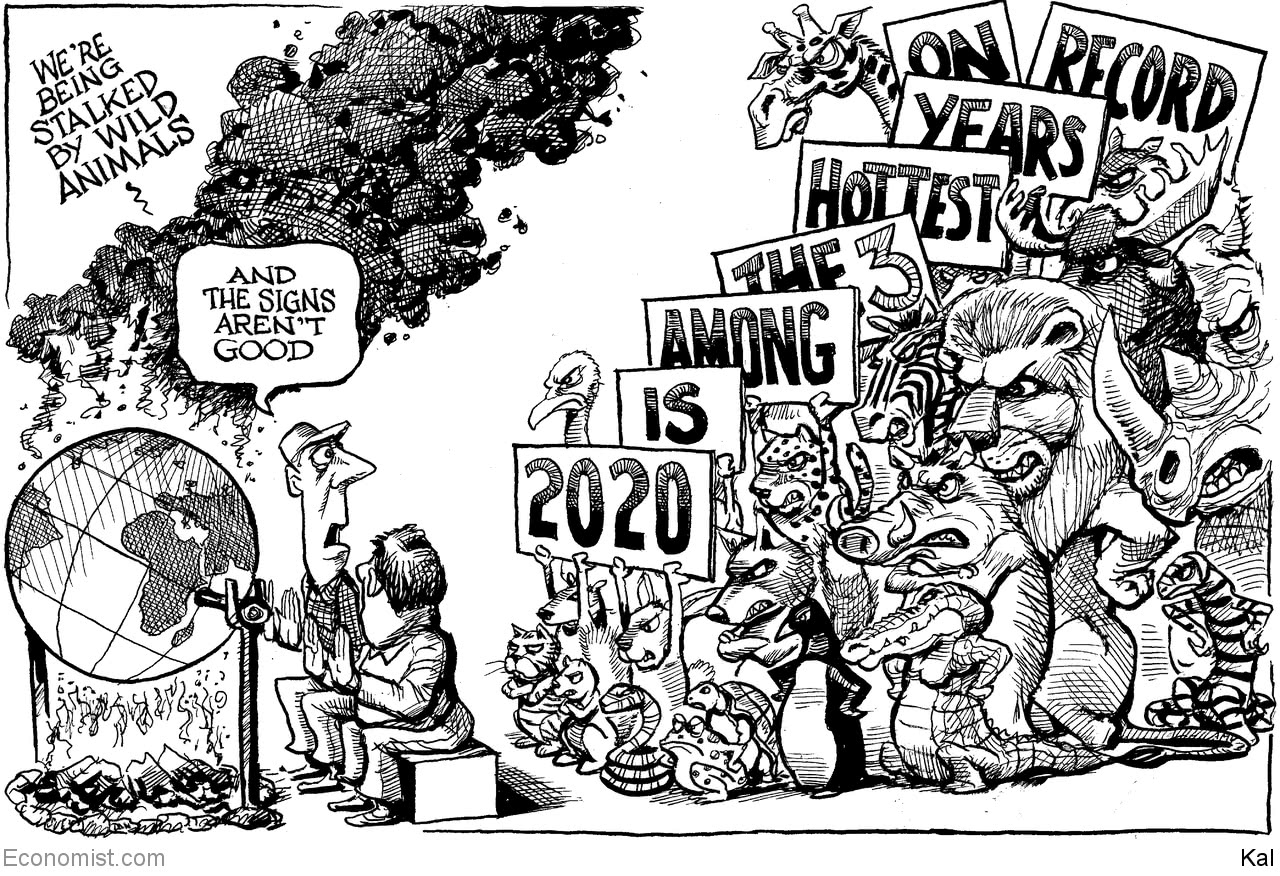 WE'RE
BEING
STALKED
BY WILD
ANIMALS
AND
THE SIGNS
AREN'T
GOOD
2020
IS
AMONG
THE 3
HOTTEST
YEARS
ON
RECORD
Economist.com
Kal